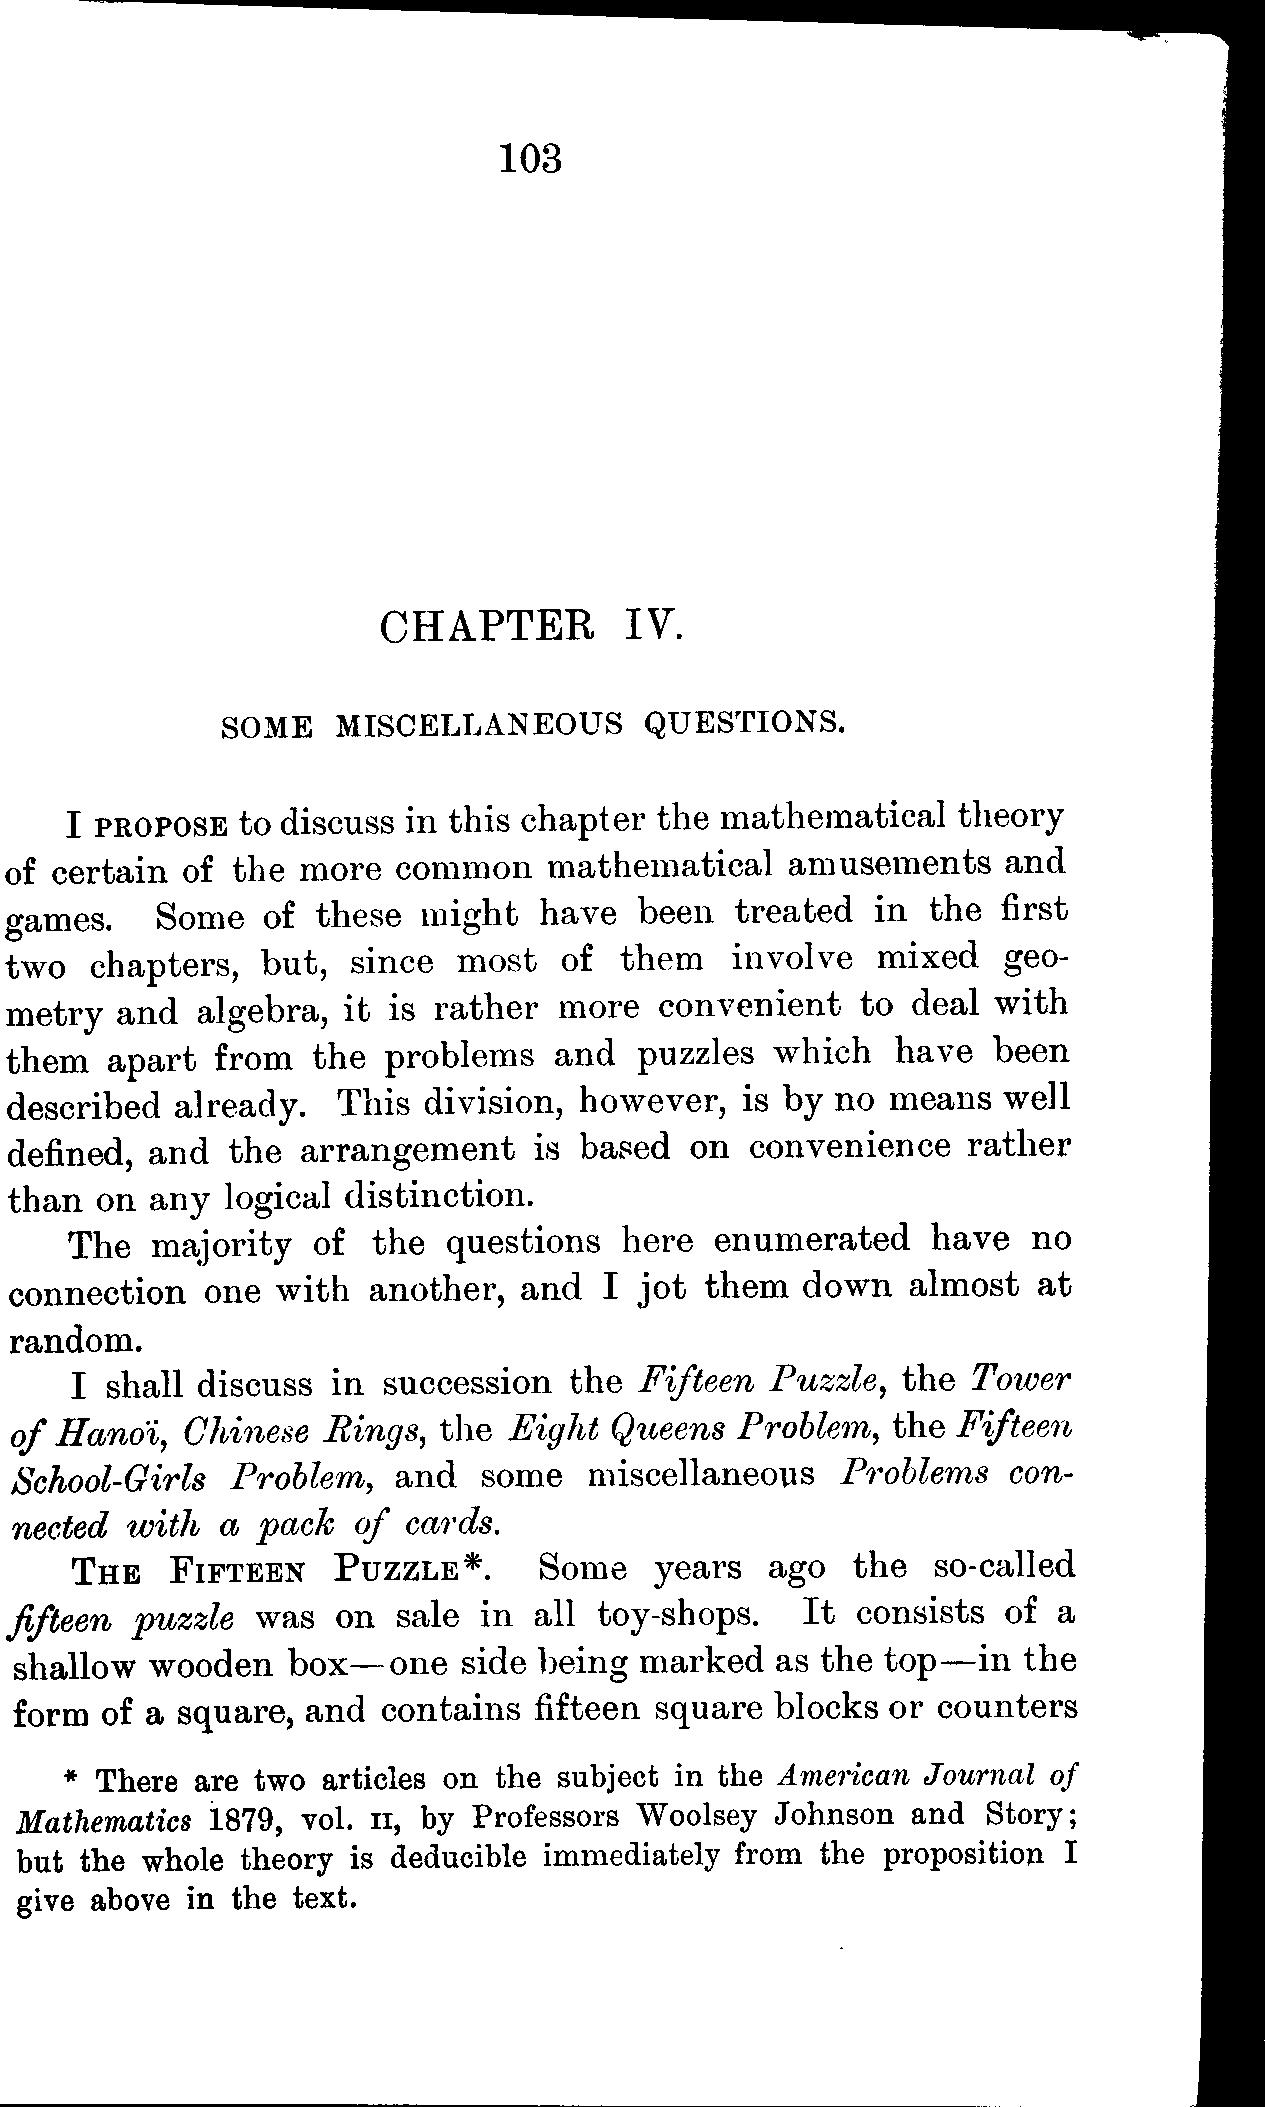 103
CHAPTER IV.
SOME MISCELLANEOUS QUESTIONS.
I PROPOSE to discuss in this chapter the mathematical theory
of certain of the more common mathematical amusements and
games. Some of these might have been treated in the first
two chapters, but, since most of them involve mixed geo-
metry and algebra, it is rather more convenient to deal with
them apart from the problems and puzzles which have been
described already. This division, however, is by no means well
defined, and the arrangement is based on convenience rather
than on any logical distinction.
The majority of the questions here enumerated have no
connection one with another, and I jot them down almost at
random.
I shall discuss in succession the Fifteen Puzzle, the Tower
of Hanoï, Chinese Rings, the Eight Queens Problem, the Fifteen
School-Girls Problem, and some miscellaneous Problems con-
nected with a pack of cards.
THE FIFTEEN PUZZLE*. Some years ago the so-called
fifteen puzzle was on sale in all toy-shops. It consists of a
shallow wooden box—one side being marked as the top—in the
form of a square, and contains fifteen square blocks or counters
* There are two articles on the subject in the American Journal of
Mathematics 1879, vol. II, by Professors Woolsey Johnson and Story;
but the whole theory is deducible immediately from the proposition I
give above in the text.